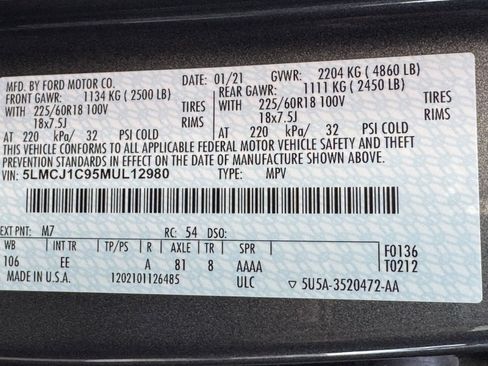 MFD. BY FORD MOTOR CO. DATE: 01/21 GVWR: 2204 KG ( 4860 LB)
FRONT GAWR: 1134 KG ( 2500 LB) REAR GAWR: 1111 KG ( 2450 LB)
WITH 225/60R18 100V TIRES WITH 225/60R18 100V TIRES
18x7.5J RIMS 18x7.5J RIMS
AT 220 kPa/ 32 PSI COLD AT 220 kPa/ 32 PSI COLD
THIS VEHICLE CONFORMS TO ALL APPLICABLE FEDERAL MOTOR VEHICLE SAFETY AND THEFT
PREVENTION STANDARDS IN EFFECT ON THE DATE OF MANUFACTURE SHOWN ABOVE.
VIN: 5LMCJ1C95MUL12980 TYPE: MPV
EXT PNT: M7 RC: 54 DSO:
WB INT TR TP/PS R AXLE TR SPR F0136
106 EE A 81 8 AAAA T0212
MADE IN U.S.A. 1202101126485 ULC ▽ 5U5A-3520472-AA